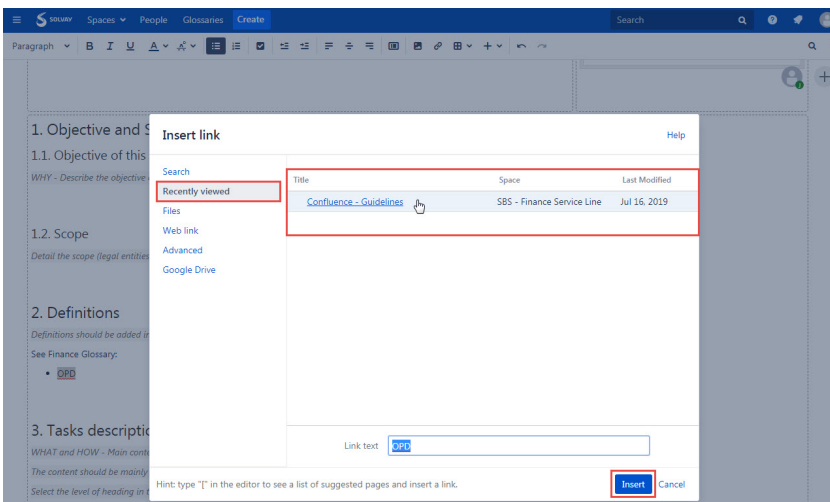 SOLVAY Spaces People Glossaries Create Search
Paragraph B I U A
1. Objective and S
1.1. Objective of this
WHY - Describe the objective
1.2. Scope
Detail the scope (legal entities
2. Definitions
Definitions should be added in
See Finance Glossary:
• OPD
3. Tasks descriptio
WHAT and HOW - Main conte
The content should be mainly
Select the level of heading in t
Insert link Help
Search
Recently viewed
Files
Web link
Advanced
Google Drive
Title Space Last Modified
Confluence - Guidelines SBS - Finance Service Line Jul 16, 2019
Link text OPD
Hint: type "[" in the editor to see a list of suggested pages and insert a link.
Insert Cancel